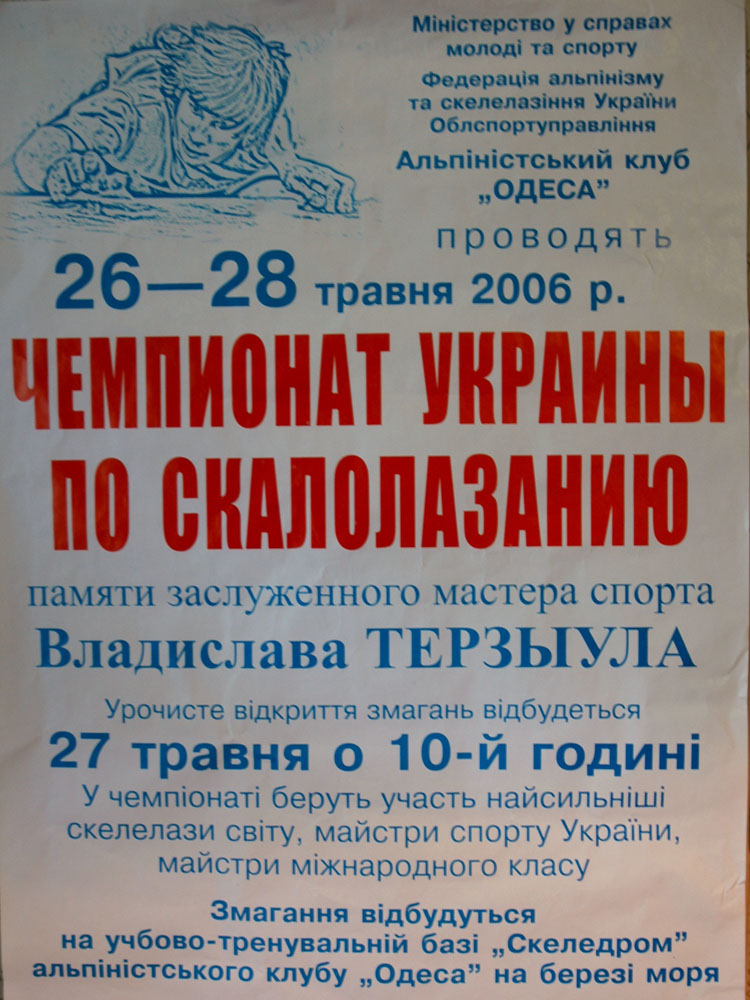 Міністерство у справах
молоді та спорту
Федерація альпінізму
та скелелазіння України
Облспортуправління
Альпіністський клуб
„ОДЕСА”
проводять
26—28 травня 2006 р.
ЧЕМПИОНАТ УКРАИНЫ
ПО СКАЛОЛАЗАНИЮ
памяти заслуженного мастера спорта
Владислава ТЕРЗЫУЛА
Урочисте відкриття змагань відбудеться
27 травня о 10-й годині
У чемпіонаті беруть участь найсильніші
скелелази світу, майстри спорту України,
майстри міжнародного класу
Змагання відбудуться
на учбово-тренувальній базі „Скеледром”
альпіністського клубу „Одеса” на березі моря